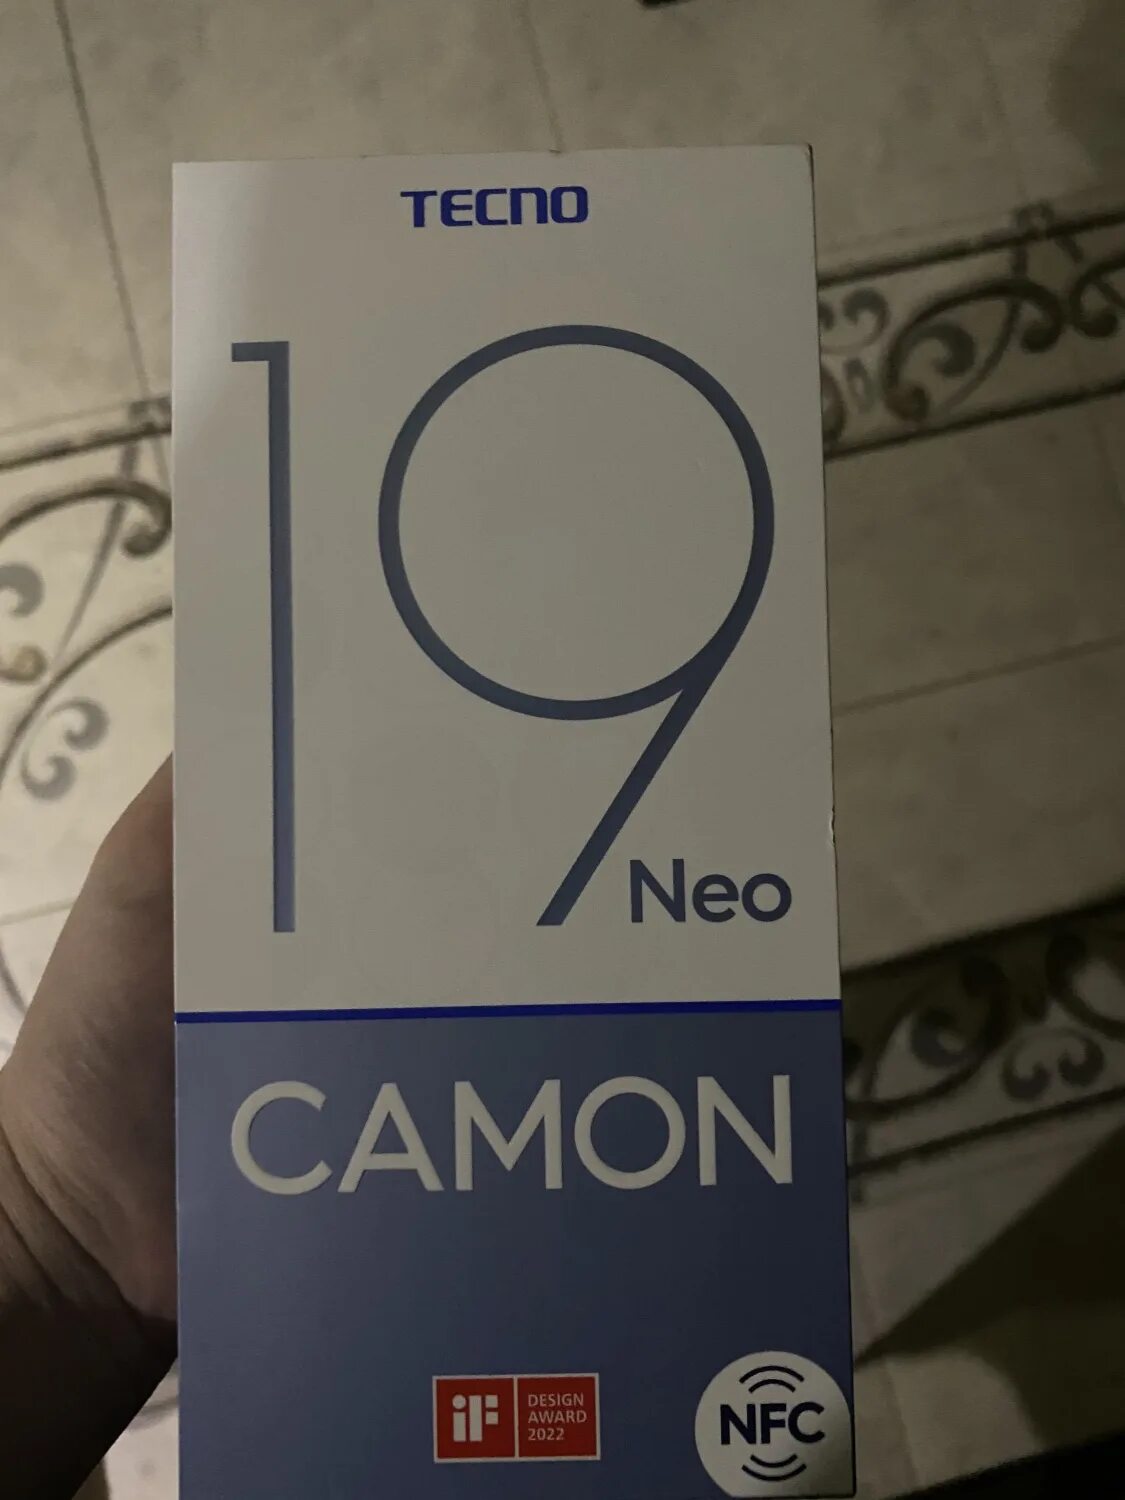 TECNO
19
Neo
CAMON
iF
DESIGN
AWARD
2022
NFC